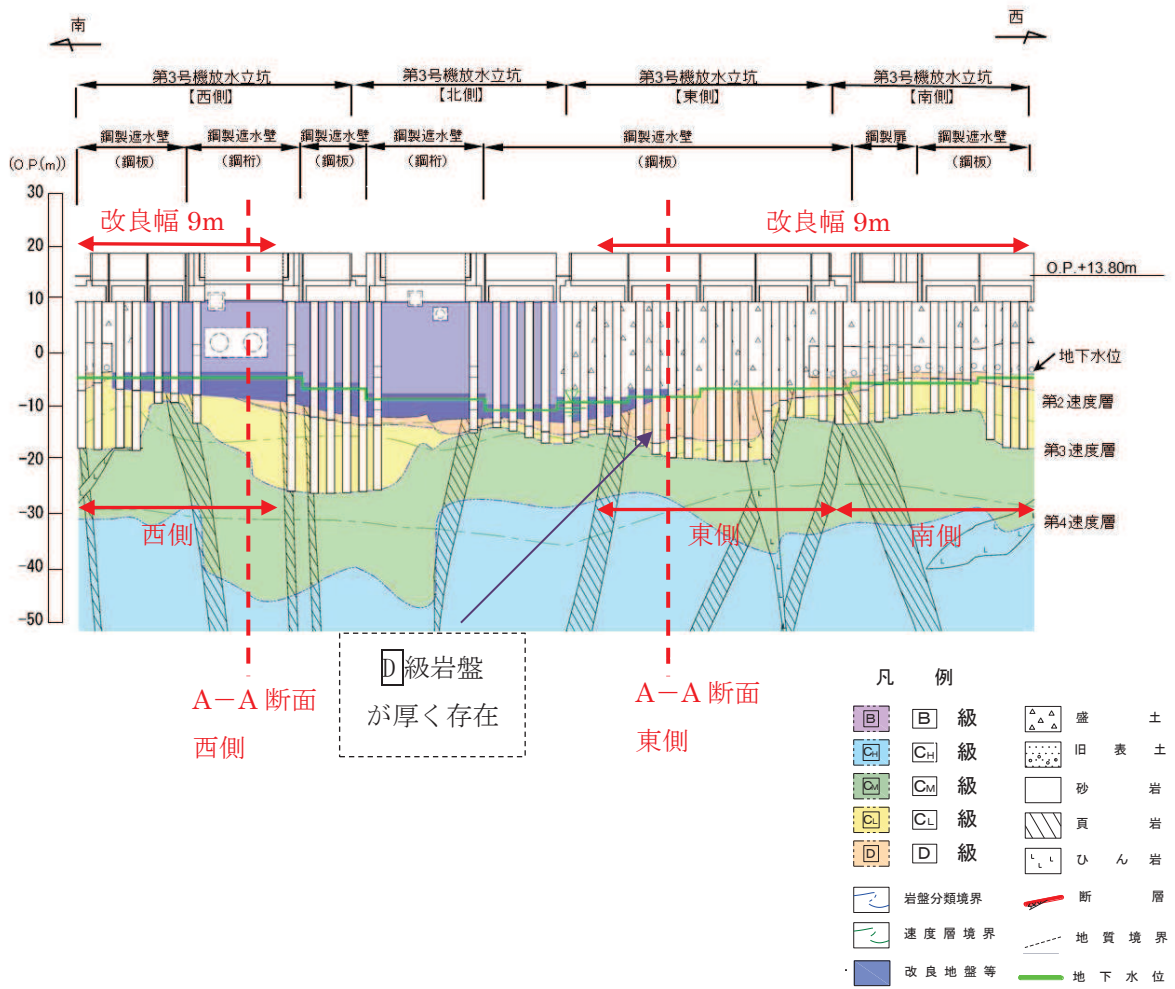 南
西
第3号機放水立坑
【西側】
第3号機放水立坑
【北側】
第3号機放水立坑
【東側】
第3号機放水立坑
【南側】
鋼製遮水壁
(鋼板)
鋼製遮水壁
(鋼桁)
鋼製遮水壁
(鋼板)
鋼製遮水壁
(鋼桁)
鋼製遮水壁
(鋼板)
鋼製扉
鋼製遮水壁
(鋼板)
(O.P.(m))
30
20
10
0
-10
-20
-30
-40
-50
改良幅 9m
改良幅 9m
O.P.+13.80m
地下水位
第2速度層
第3速度層
第4速度層
西側
東側
南側
A-A 断面
西側
D級岩盤
が厚く存在
A-A 断面
東側
凡 例
B B 級
CH CH 級
CM CM 級
CL CL 級
D D 級
岩盤分類境界
速度層境界
改良地盤等
盛土
旧表土
砂岩
頁岩
ひん岩
断層
地質境界
地下水位